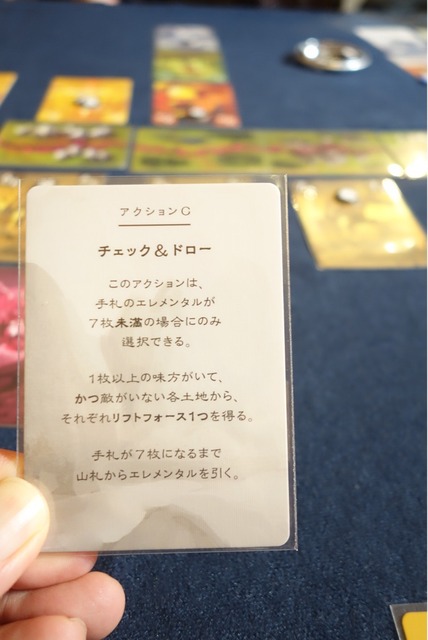 アクションC
チェック&ドロー
このアクションは、
手札のエレメンタルが
7枚未満の場合にのみ
選択できる。
1枚以上の味方がいて、
かつ敵がいない各土地から、
それぞれリフトフォース1つを得る。
手札が7枚になるまで
山札からエレメンタルを引く。